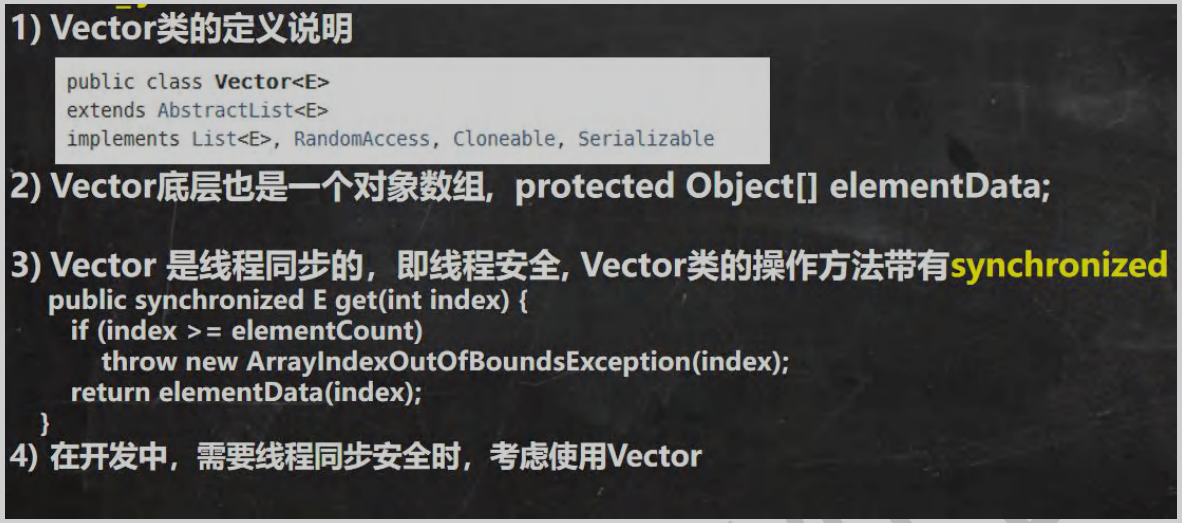 1) Vector类的定义说明
public class Vector<E>
extends AbstractList<E>
implements List<E>, RandomAccess, Cloneable, Serializable
2) Vector底层也是一个对象数组, protected Object[] elementData;
3) Vector 是线程同步的，即线程安全, Vector类的操作方法带有synchronized
public synchronized E get(int index) {
if (index >= elementCount)
throw new ArrayIndexOutOfBoundsException(index);
return elementData(index);
}
4) 在开发中，需要线程同步安全时，考虑使用Vector